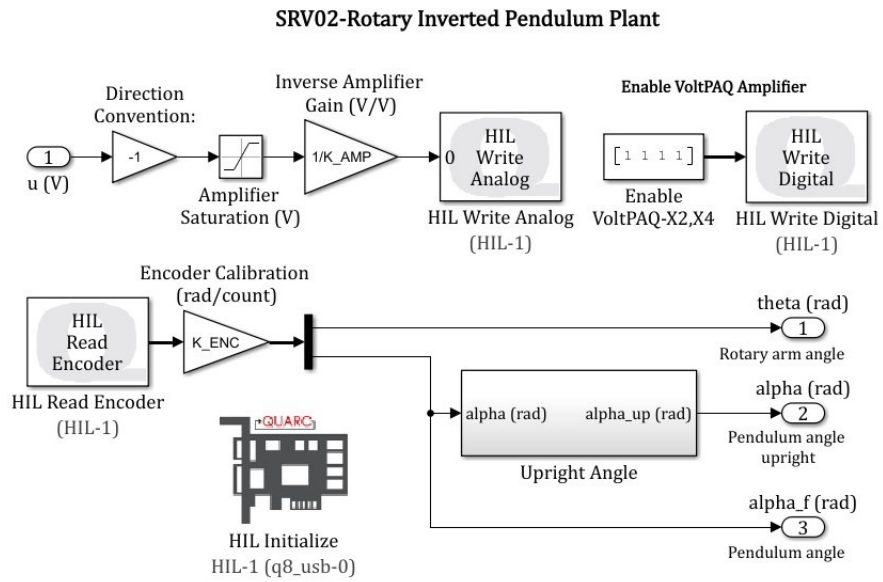 SRV02-Rotary Inverted Pendulum Plant
Direction
Convention:
Inverse Amplifier
Gain (V/V)
Enable VoltPAQ Amplifier
1
u (V)
-1
Amplifier
Saturation (V)
1/K_AMP
0
HIL
Write
Analog
HIL Write Analog
(HIL-1)
[1 1 1 1]
Enable
VoltPAQ-X2,X4
HIL
Write
Digital
HIL Write Digital
(HIL-1)
Encoder Calibration
(rad/count)
HIL
Read
Encoder
HIL Read Encoder
(HIL-1)
K_ENC
theta (rad)
1
Rotary arm angle
alpha (rad)
alpha_up (rad)
Upright Angle
alpha (rad)
2
Pendulum angle
upright
alpha_f (rad)
3
Pendulum angle
QUARC
HIL Initialize
HIL-1 (q8_usb-0)